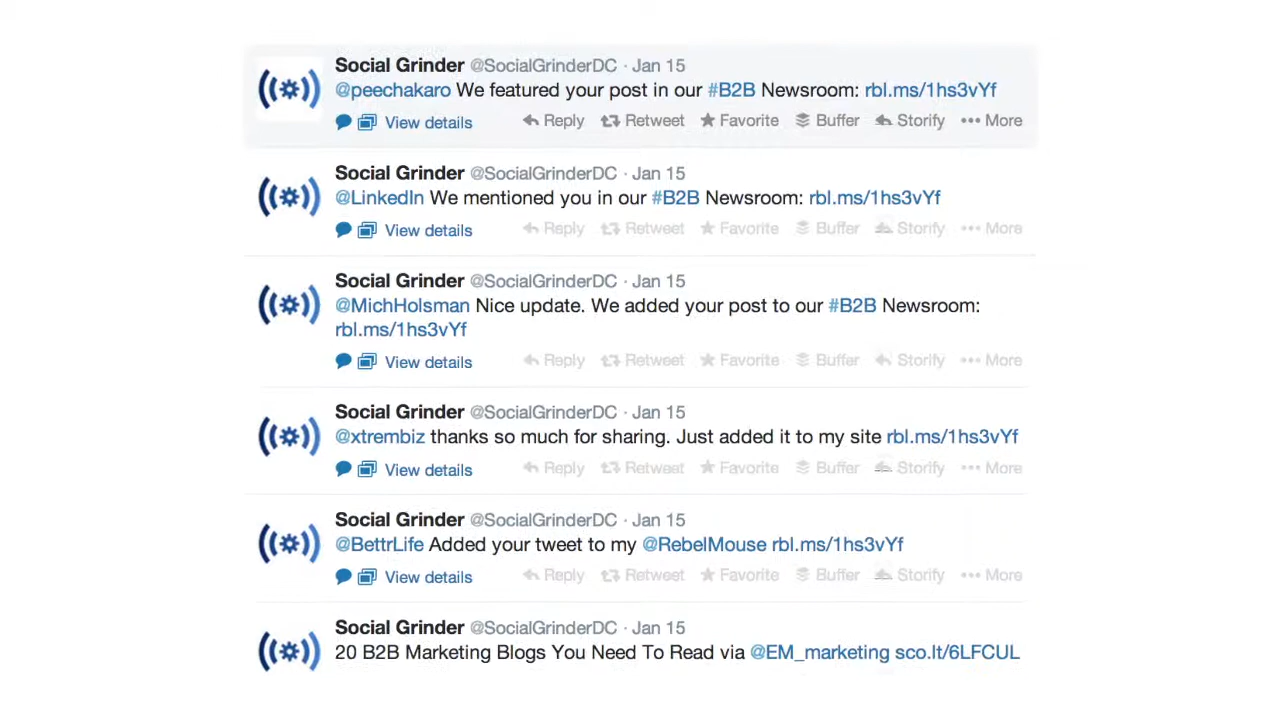 Social Grinder @SocialGrinderDC · Jan 15
@peechakaro We featured your post in our #B2B Newsroom: rbl.ms/1hs3vYf
View details Reply Retweet Favorite Buffer Storify More
Social Grinder @SocialGrinderDC · Jan 15
@LinkedIn We mentioned you in our #B2B Newsroom: rbl.ms/1hs3vYf
View details Reply Retweet Favorite Buffer Storify More
Social Grinder @SocialGrinderDC · Jan 15
@MichHolsman Nice update. We added your post to our #B2B Newsroom:
rbl.ms/1hs3vYf
View details Reply Retweet Favorite Buffer Storify More
Social Grinder @SocialGrinderDC · Jan 15
@xtrembiz thanks so much for sharing. Just added it to my site rbl.ms/1hs3vYf
View details Reply Retweet Favorite Buffer Storify More
Social Grinder @SocialGrinderDC · Jan 15
@BettrLife Added your tweet to my @RebelMouse rbl.ms/1hs3vYf
View details Reply Retweet Favorite Buffer Storify More
Social Grinder @SocialGrinderDC · Jan 15
20 B2B Marketing Blogs You Need To Read via @EM_marketing sco.lt/6LFCUL